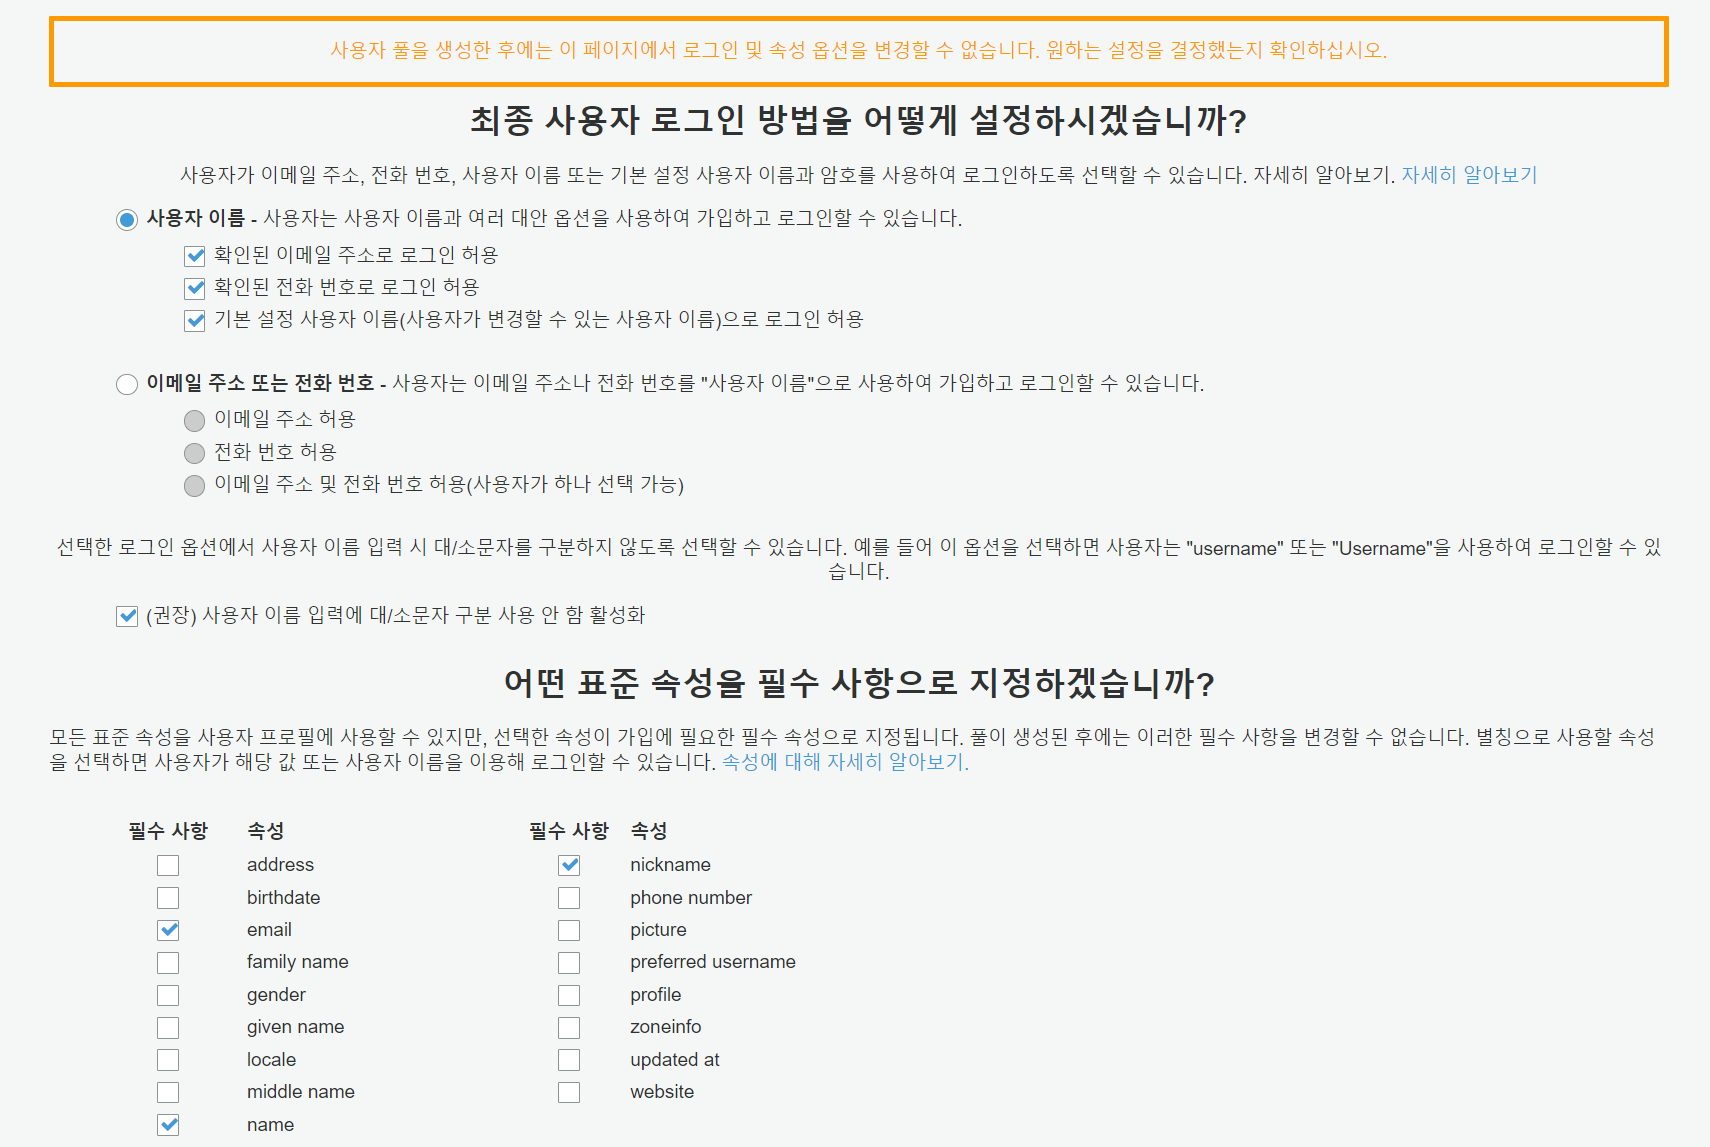 사용자 풀을 생성한 후에는 이 페이지에서 로그인 및 속성 옵션을 변경할 수 없습니다. 원하는 설정을 결정했는지 확인하십시오.
최종 사용자 로그인 방법을 어떻게 설정하시겠습니까?
사용자가 이메일 주소, 전화 번호, 사용자 이름 또는 기본 설정 사용자 이름과 암호를 사용하여 로그인하도록 선택할 수 있습니다. 자세히 알아보기. 자세히 알아보기
사용자 이름 - 사용자는 사용자 이름과 여러 대안 옵션을 사용하여 가입하고 로그인할 수 있습니다.
확인된 이메일 주소로 로그인 허용
확인된 전화 번호로 로그인 허용
기본 설정 사용자 이름(사용자가 변경할 수 있는 사용자 이름)으로 로그인 허용
이메일 주소 또는 전화 번호 - 사용자는 이메일 주소나 전화 번호를 "사용자 이름"으로 사용하여 가입하고 로그인할 수 있습니다.
이메일 주소 허용
전화 번호 허용
이메일 주소 및 전화 번호 허용(사용자가 하나 선택 가능)
선택한 로그인 옵션에서 사용자 이름 입력 시 대/소문자를 구분하지 않도록 선택할 수 있습니다. 예를 들어 이 옵션을 선택하면 사용자는 "username" 또는 "Username"을 사용하여 로그인할 수 있
습니다.
(권장) 사용자 이름 입력에 대/소문자 구분 사용 안 함 활성화
어떤 표준 속성을 필수 사항으로 지정하겠습니까?
모든 표준 속성을 사용자 프로필에 사용할 수 있지만, 선택한 속성이 가입에 필요한 필수 속성으로 지정됩니다. 풀이 생성된 후에는 이러한 필수 사항을 변경할 수 없습니다. 별칭으로 사용할 속성
을 선택하면 사용자가 해당 값 또는 사용자 이름을 이용해 로그인할 수 있습니다. 속성에 대해 자세히 알아보기.
필수 사항 속성 필수 사항 속성
address nickname
birthdate phone number
email picture
family name preferred username
gender profile
given name zoneinfo
locale updated at
middle name website
name